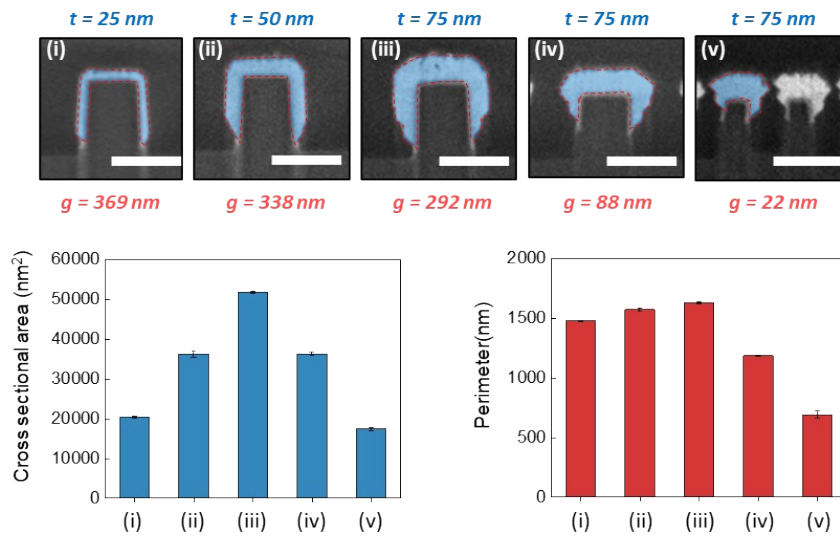 t = 25 nm t = 50 nm t = 75 nm t = 75 nm t = 75 nm
(i) (ii) (iii) (iv) (v)
g = 369 nm g = 338 nm g = 292 nm g = 88 nm g = 22 nm
Cross sectional area (nm²)
60000
50000
40000
30000
20000
10000
0
(i) (ii) (iii) (iv) (v)
Perimeter(nm)
2000
1500
1000
500
0
(i) (ii) (iii) (iv) (v)